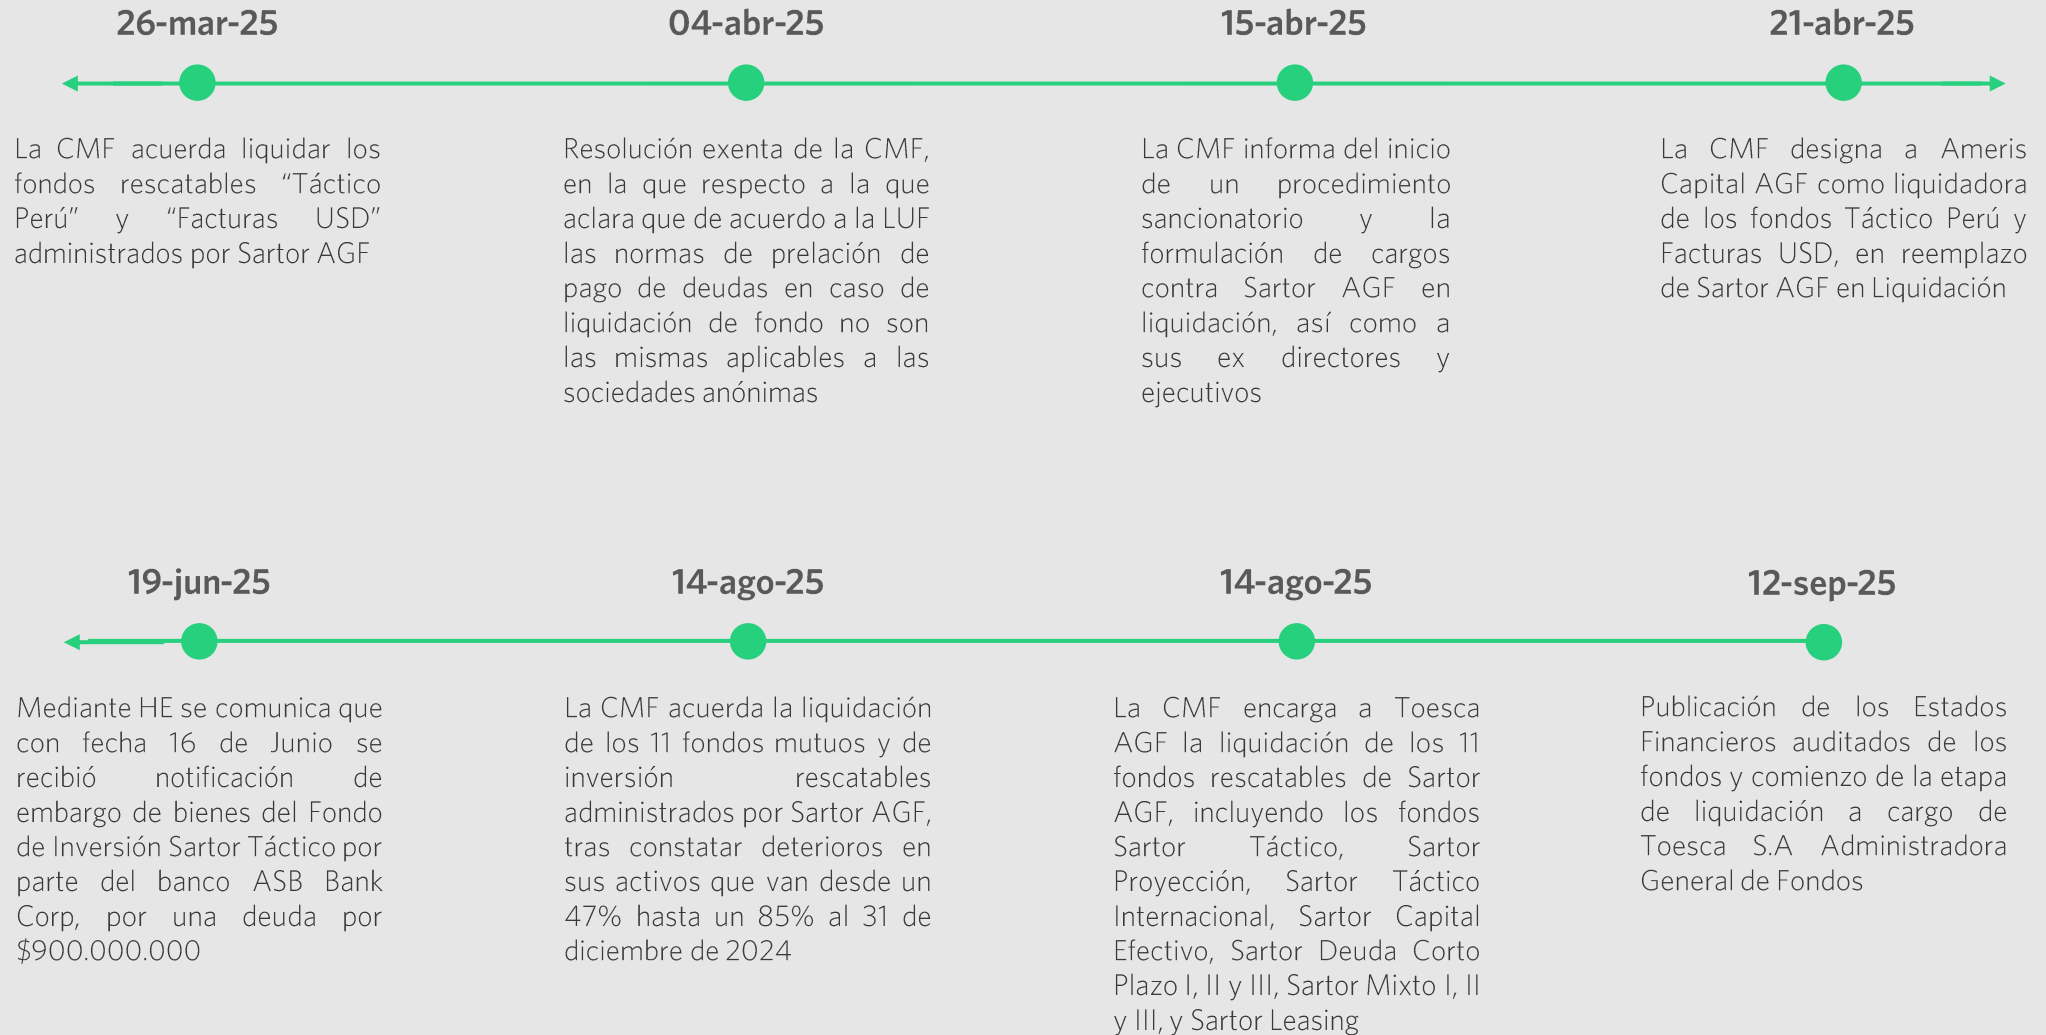 26-mar-25
La CMF acuerda liquidar los
fondos rescatables “Táctico
Perú” y “Facturas USD”
administrados por Sartor AGF
04-abr-25
Resolución exenta de la CMF,
en la que respecto a la que
aclara que de acuerdo a la LUF
las normas de prelación de
pago de deudas en caso de
liquidación de fondo no son
las mismas aplicables a las
sociedades anónimas
15-abr-25
La CMF informa del inicio
de un procedimiento
sancionatorio y la
formulación de cargos
contra Sartor AGF en
liquidación, así como a
sus ex directores y
ejecutivos
21-abr-25
La CMF designa a Ameris
Capital AGF como liquidadora
de los fondos Táctico Perú y
Facturas USD, en reemplazo
de Sartor AGF en Liquidación
19-jun-25
Mediante HE se comunica que
con fecha 16 de Junio se
recibió notificación de
embargo de bienes del Fondo
de Inversión Sartor Táctico por
parte del banco ASB Bank
Corp, por una deuda por
$900.000.000
14-ago-25
La CMF acuerda la liquidación
de los 11 fondos mutuos y de
inversión rescatables
administrados por Sartor AGF,
tras constatar deterioros en
sus activos que van desde un
47% hasta un 85% al 31 de
diciembre de 2024
14-ago-25
La CMF encarga a Toesca
AGF la liquidación de los 11
fondos rescatables de Sartor
AGF, incluyendo los fondos
Sartor Táctico, Sartor
Proyección, Sartor Táctico
Internacional, Sartor Capital
Efectivo, Sartor Deuda Corto
Plazo I, II y III, Sartor Mixto I, II
y III, y Sartor Leasing
12-sep-25
Publicación de los Estados
Financieros auditados de los
fondos y comienzo de la etapa
de liquidación a cargo de
Toesca S.A Administradora
General de Fondos